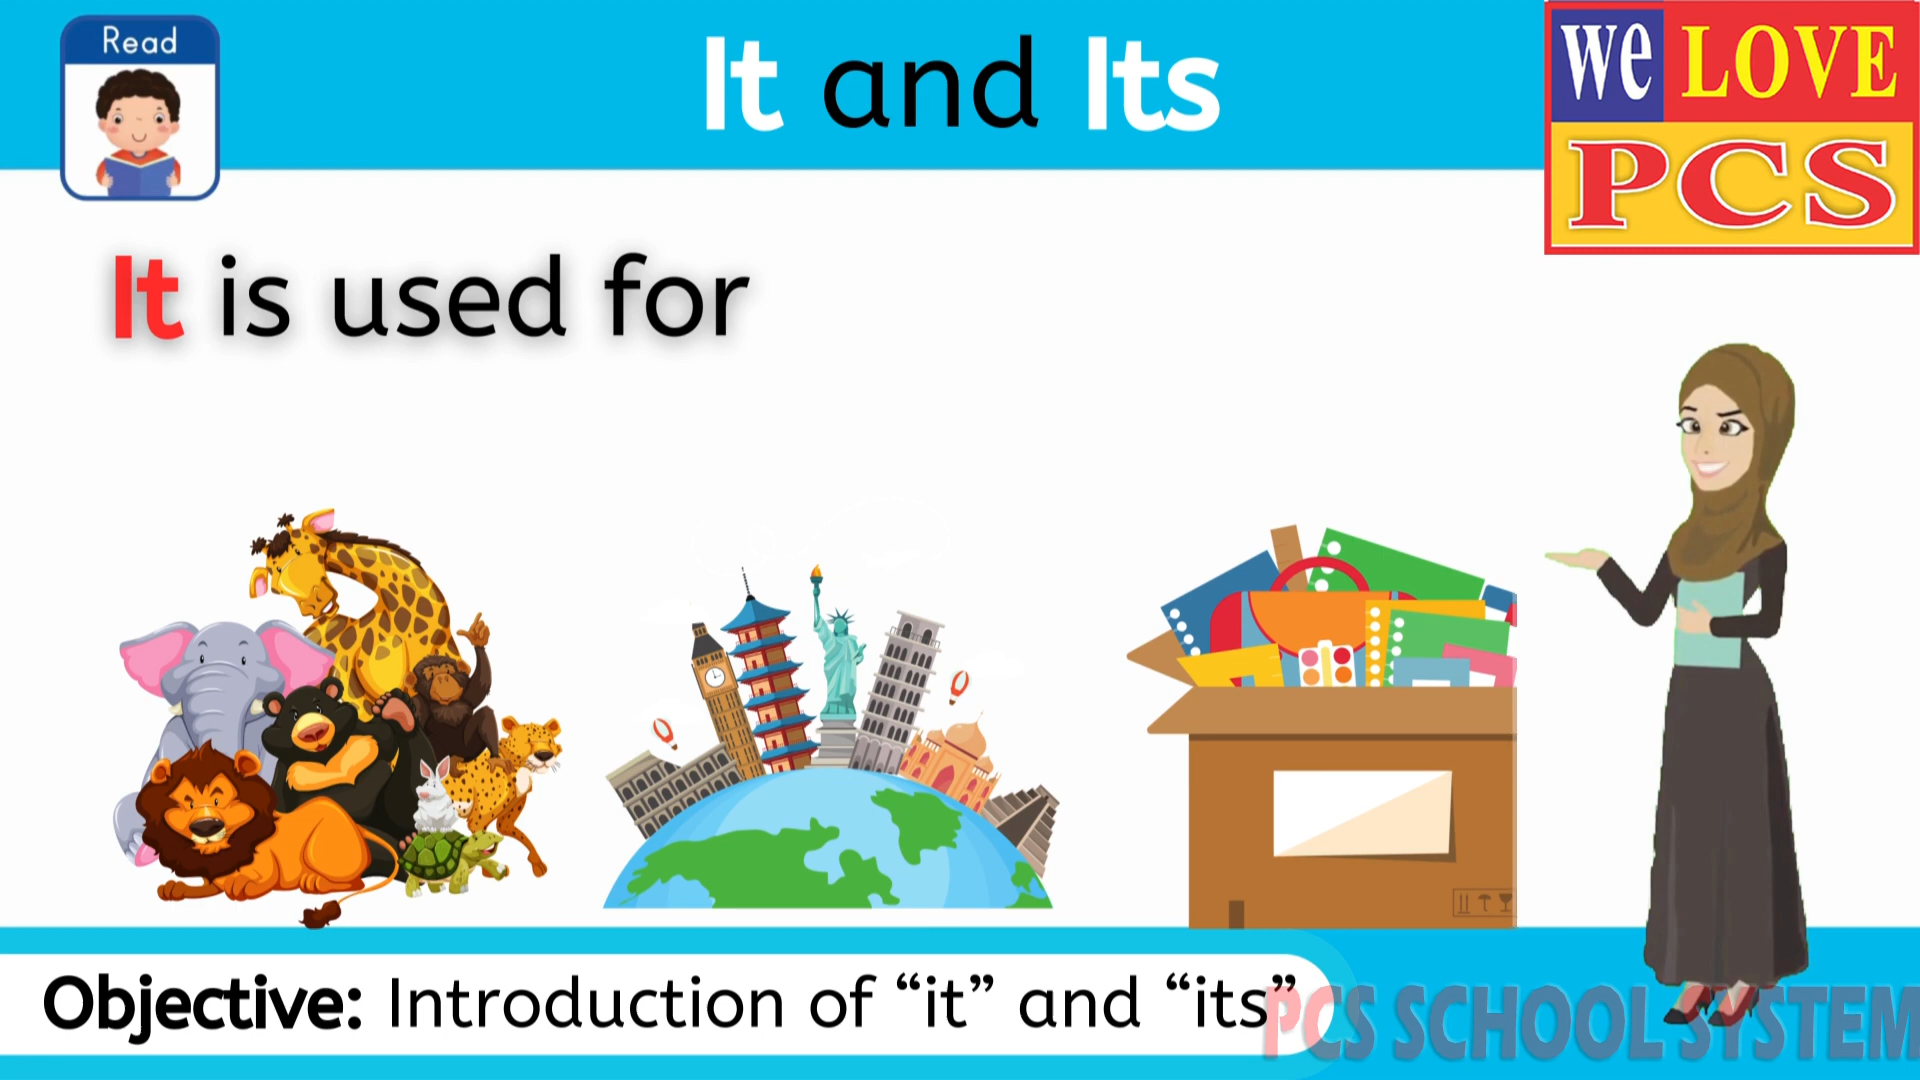 Read
It and Its
We LOVE
PCS
It is used for
Objective: Introduction of “it” and “its”
PCS SCHOOL SYSTEM